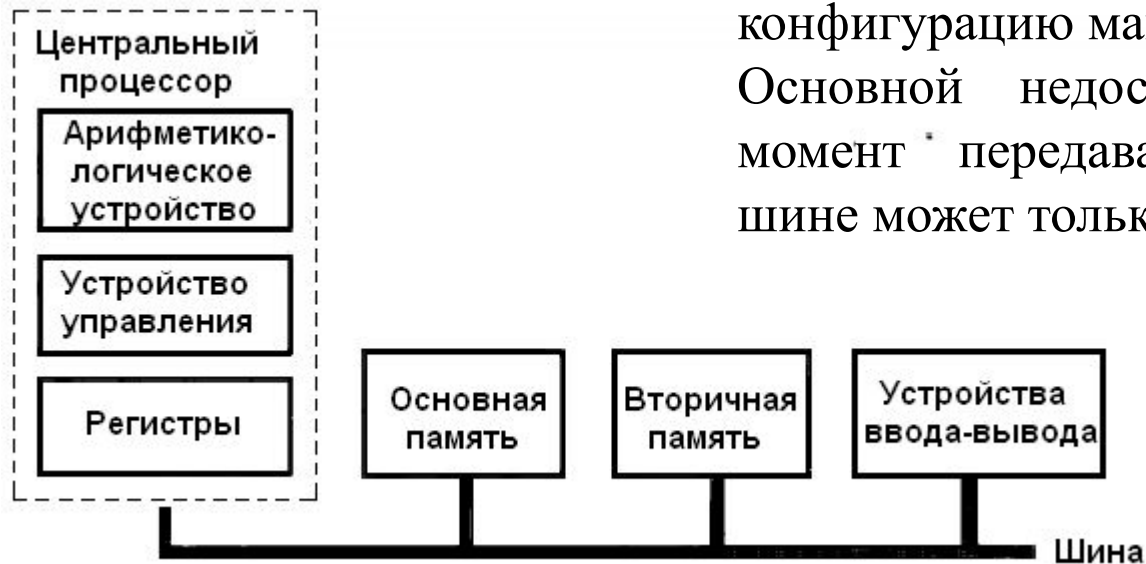 конфигурацию ма
Основной недос
момент передава
шине может тольк
Центральный
процессор
Арифметико-
логическое
устройство
Устройство
управления
Регистры
Основная
память
Вторичная
память
Устройства
ввода-вывода
Шина